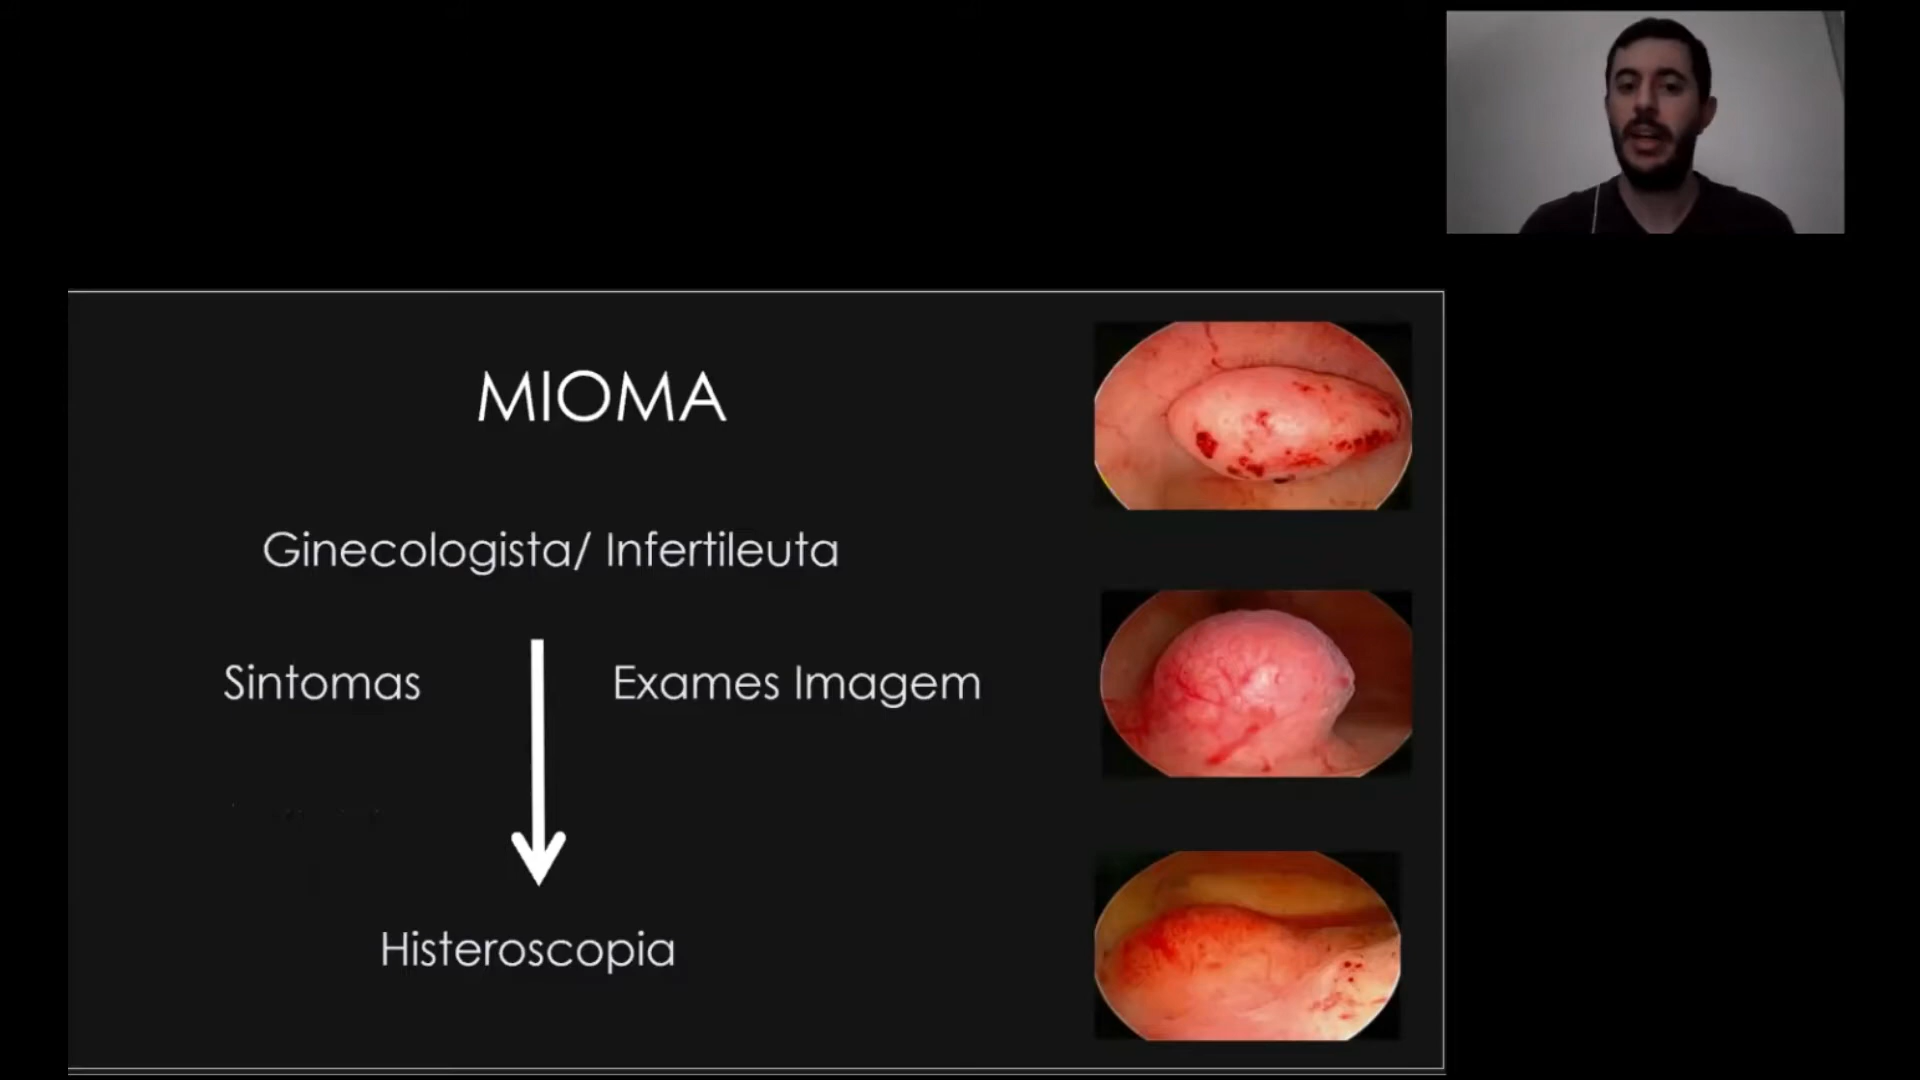 MIOMA
Ginecologista/ Infertileuta
Sintomas
Exames Imagem
Histeroscopia